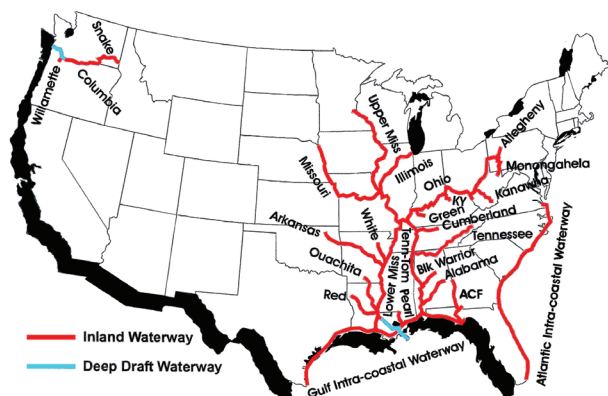 Snake
Willamette
Columbia
Upper Miss
Missouri
Illimois
Ohio
Allegheny
Monongahela
Kanawha
KY
Green
Cumberland
Tennessee
White
Arkansas
Ouachita
Red
Lower Miss
Tenn-Tom
Pearl
Blk Warrior
Alabama
ACF
Atlantic Intra-coastal Waterway
Gulf Intra-coastal Waterway
Inland Waterway
Deep Draft Waterway